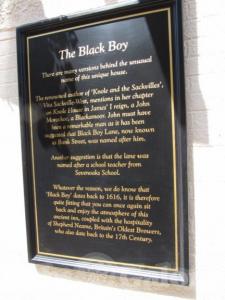 The Black Boy
There are many versions behind the unusual
name of this unique house.
The renowned author of 'Knole and the Sackvilles',
Vita Sackville-West, mentions in her chapter
on Knole House in James' I reign, a John
Morockoe, a Blackamoor. John must have
been a remarkable man as it has been
suggested that Black Boy Lane, now known
as Bank Street, was named after him.
Another suggestion is that the lane was
named after a school teacher from
Sevenoaks School.
Whatever the reason, we do know that
'Black Boy' dates back to 1616, it is therefore
quite fitting that you can once again sit
back and enjoy the atmosphere of this
ancient inn, coupled with the hospitality
of Shepherd Neame, Britain's Oldest Brewers,
who also date back to the 17th Century.